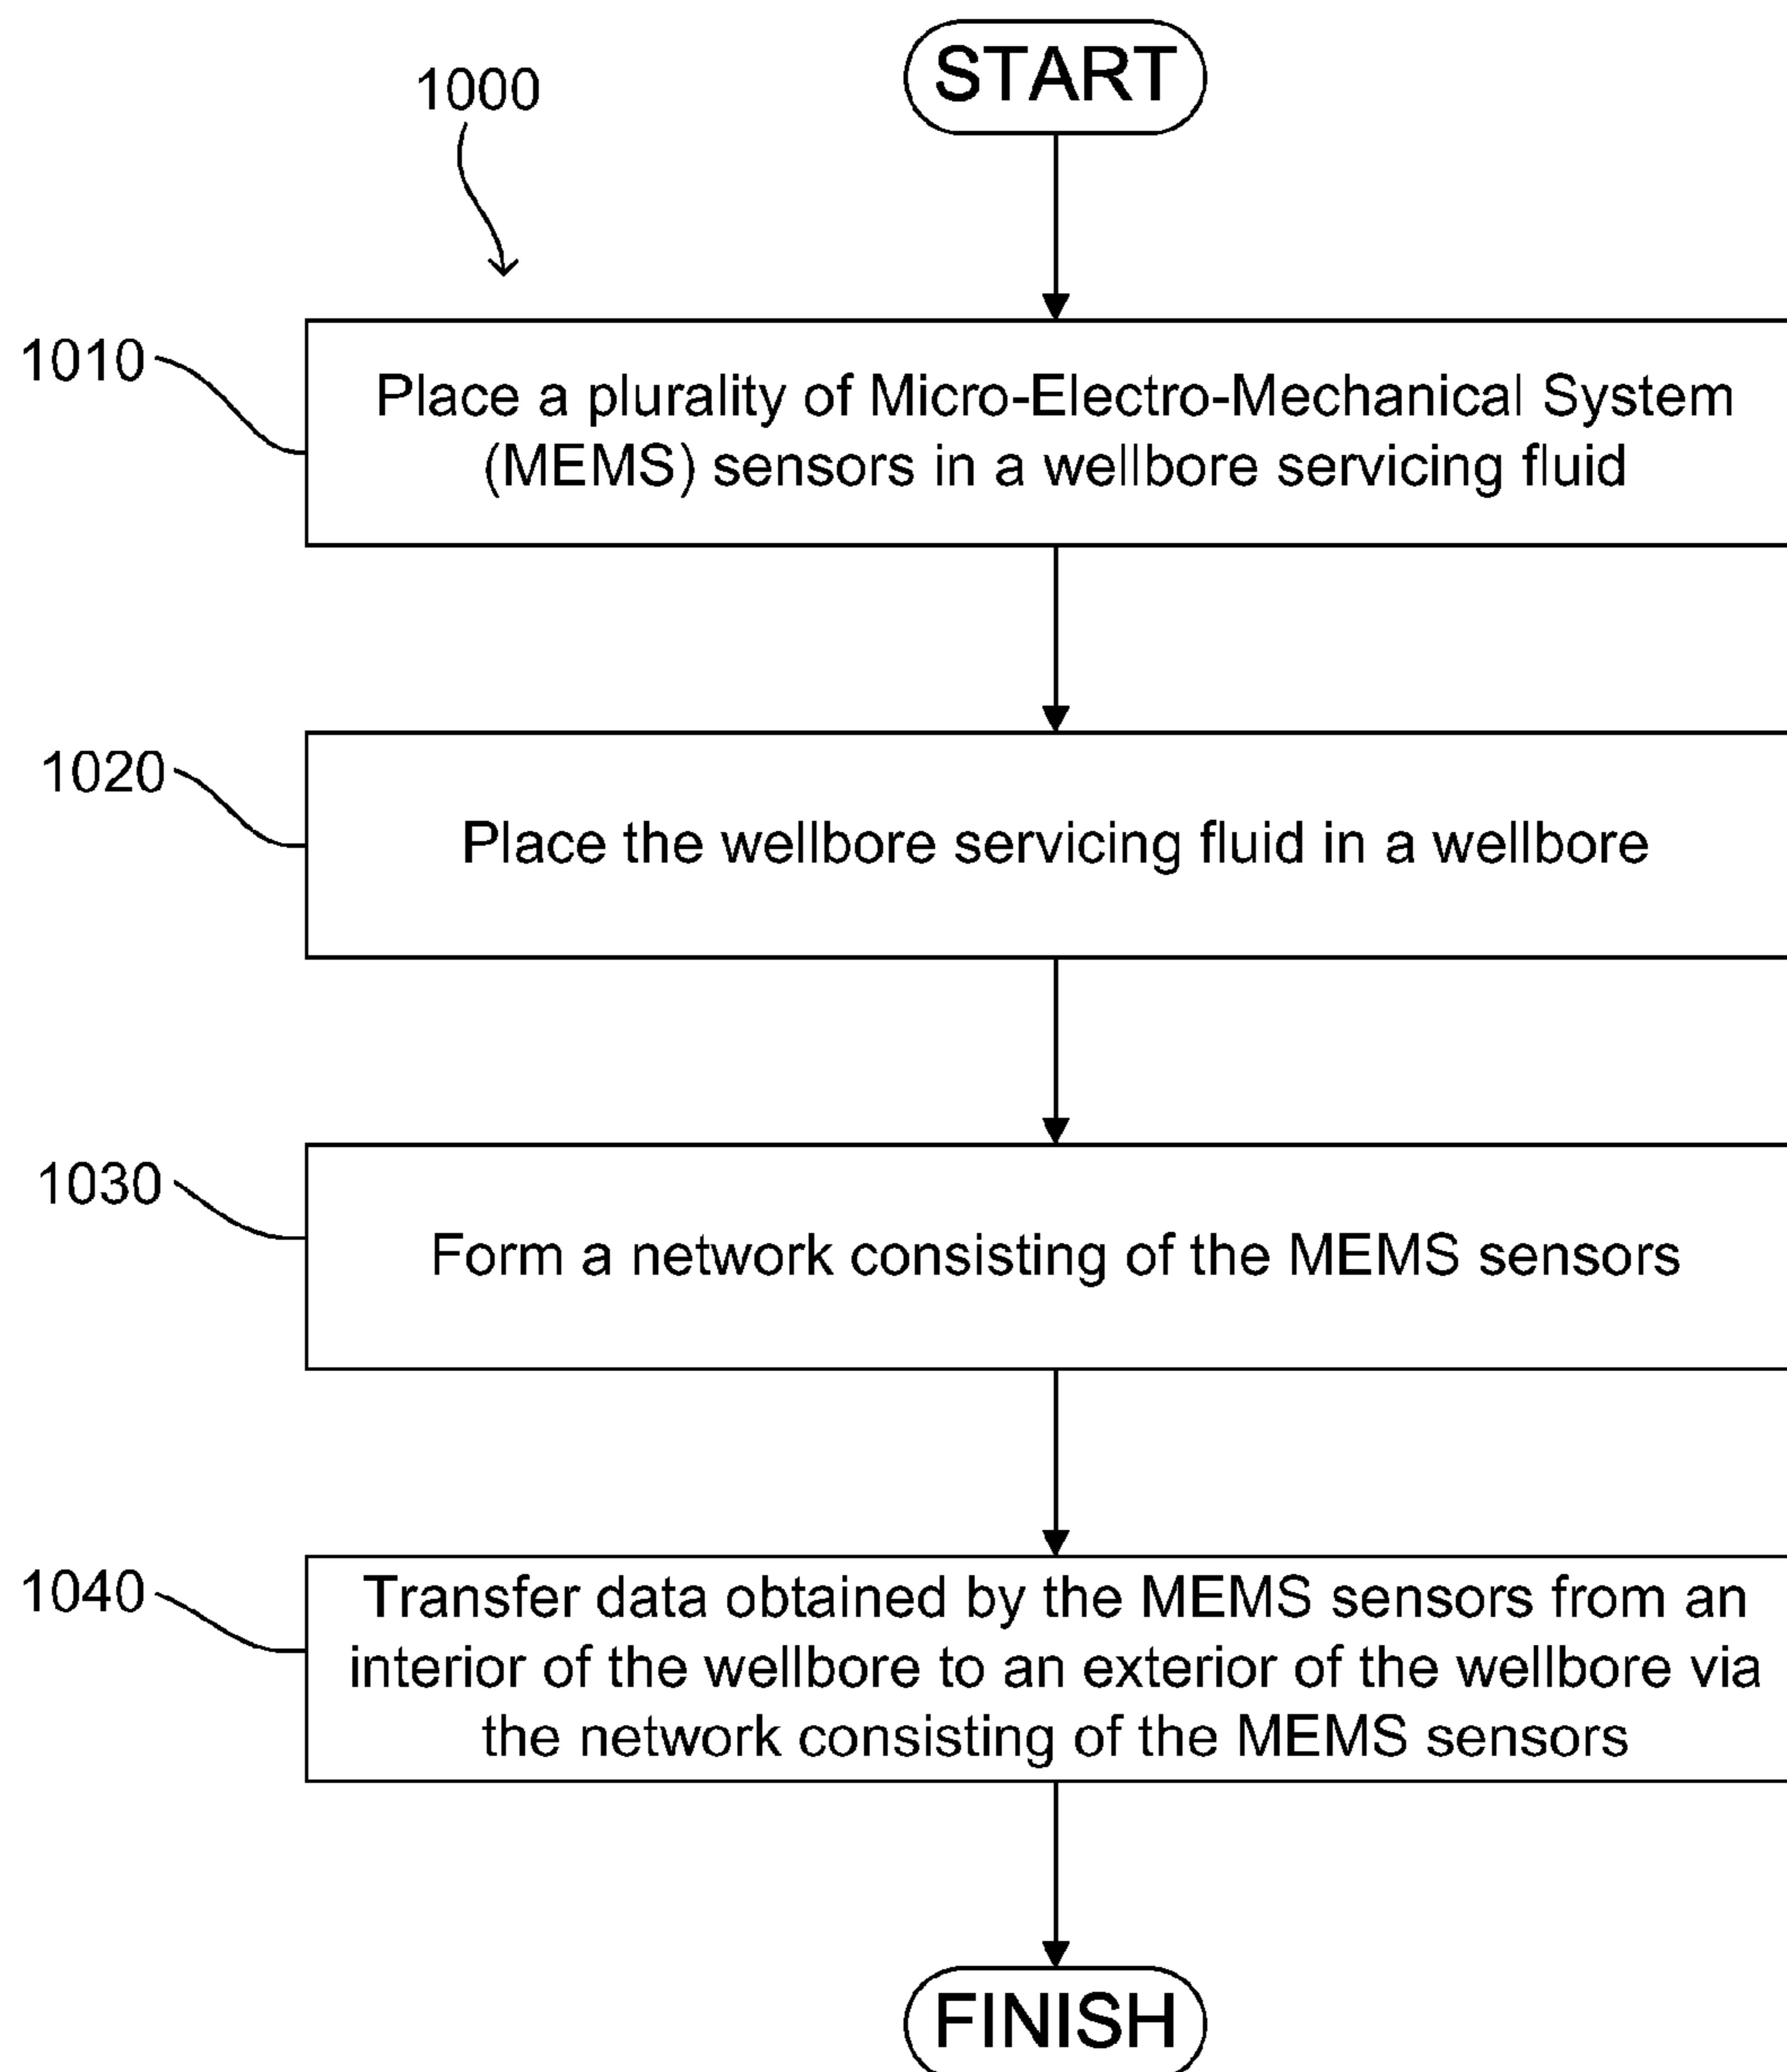 START
1000
1010
Place a plurality of Micro-Electro-Mechanical System
(MEMS) sensors in a wellbore servicing fluid
1020
Place the wellbore servicing fluid in a wellbore
1030
Form a network consisting of the MEMS sensors
1040
Transfer data obtained by the MEMS sensors from an
interior of the wellbore to an exterior of the wellbore via
the network consisting of the MEMS sensors
FINISH